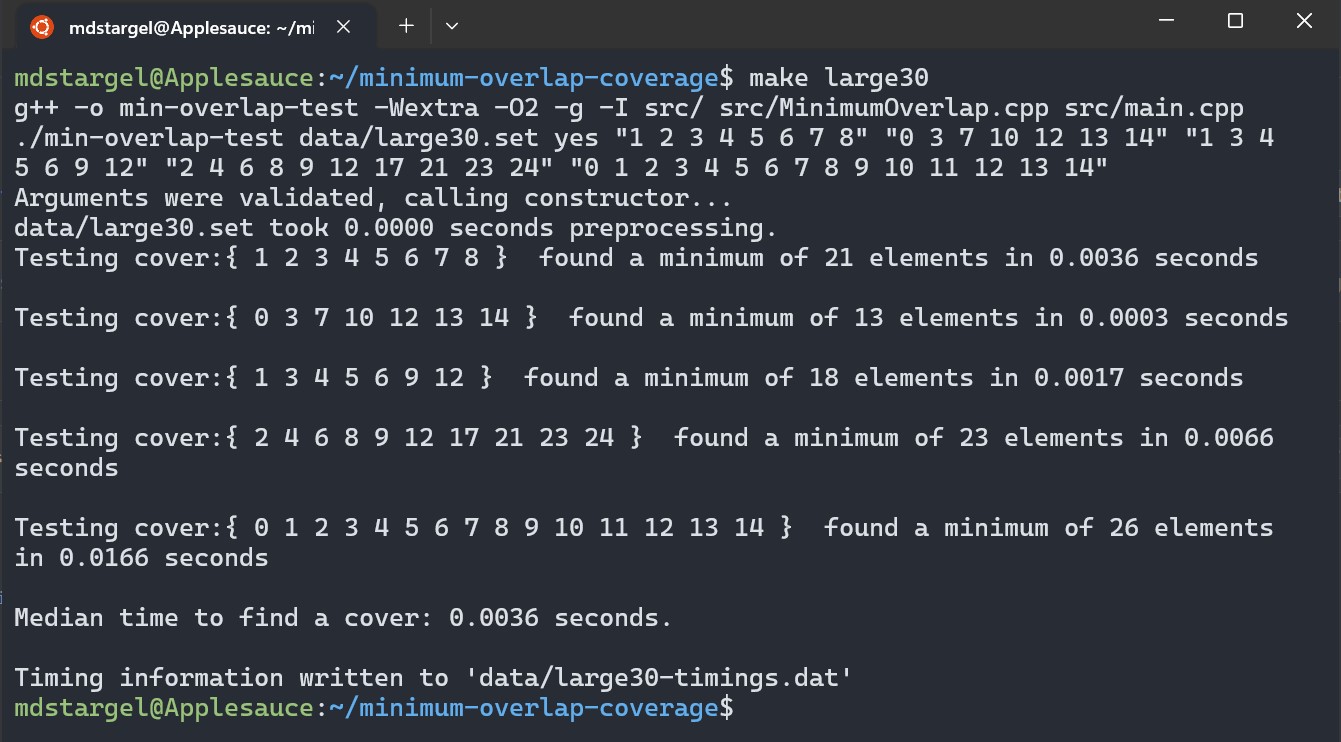 mdstargel@Applesauce: ~/mi
mdstargel@Applesauce:~/minimum-overlap-coverage$ make large30
g++ -o min-overlap-test -Wextra -O2 -g -I src/ src/MinimumOverlap.cpp src/main.cpp
./min-overlap-test data/large30.set yes "1 2 3 4 5 6 7 8" "0 3 7 10 12 13 14" "1 3 4
5 6 9 12" "2 4 6 8 9 12 17 21 23 24" "0 1 2 3 4 5 6 7 8 9 10 11 12 13 14"
Arguments were validated, calling constructor...
data/large30.set took 0.0000 seconds preprocessing.
Testing cover:{ 1 2 3 4 5 6 7 8 }  found a minimum of 21 elements in 0.0036 seconds
Testing cover:{ 0 3 7 10 12 13 14 }  found a minimum of 13 elements in 0.0003 seconds
Testing cover:{ 1 3 4 5 6 9 12 }  found a minimum of 18 elements in 0.0017 seconds
Testing cover:{ 2 4 6 8 9 12 17 21 23 24 }  found a minimum of 23 elements in 0.0066
seconds
Testing cover:{ 0 1 2 3 4 5 6 7 8 9 10 11 12 13 14 }  found a minimum of 26 elements
in 0.0166 seconds
Median time to find a cover: 0.0036 seconds.
Timing information written to 'data/large30-timings.dat'
mdstargel@Applesauce:~/minimum-overlap-coverage$